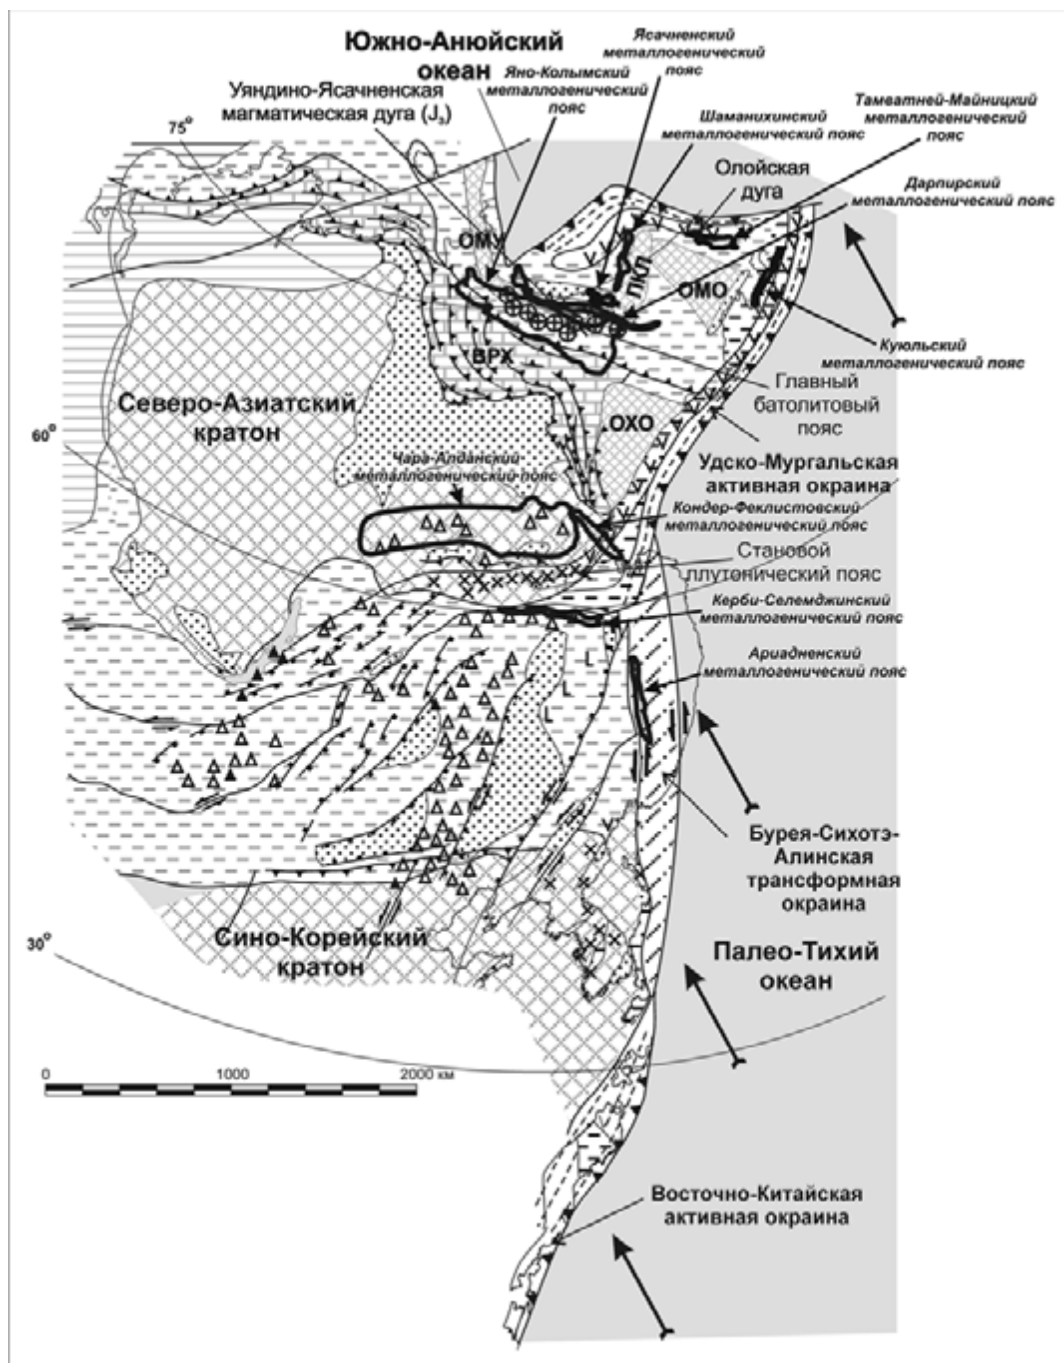 Южно-Анюйский
океан
Ясачненский
металлогенический
пояс
Яно-Колымский
металлогенический
пояс
Уяндино-Ясачненская
магматическая дуга (J₃)
Тамватней-Майницкий
металлогенический
пояс
Шаманихинский
металлогенический пояс
75°
Олойская
дуга
Дарпирский
металлогенический пояс
ОМУ
ПКЛ
ОМО
Куюльский
металлогенический пояс
ВРХ
Главный
батолитовый
пояс
Северо-Азиатский
кратон
ОХО
60°
Чара-Алданский
металлогенический пояс
Удско-Мургальская
активная окраина
Кондер-Феклистовский
металлогенический пояс
Становой
плутонический пояс
Керби-Селемджинский
металлогенический пояс
Ариадненский
металлогенический пояс
L
L
L
Бурея-Сихотэ-
Алинская
трансформная
окраина
Сино-Корейский
кратон
30°
Палео-Тихий
океан
0 1000 2000 км
Восточно-Китайская
активная окраина